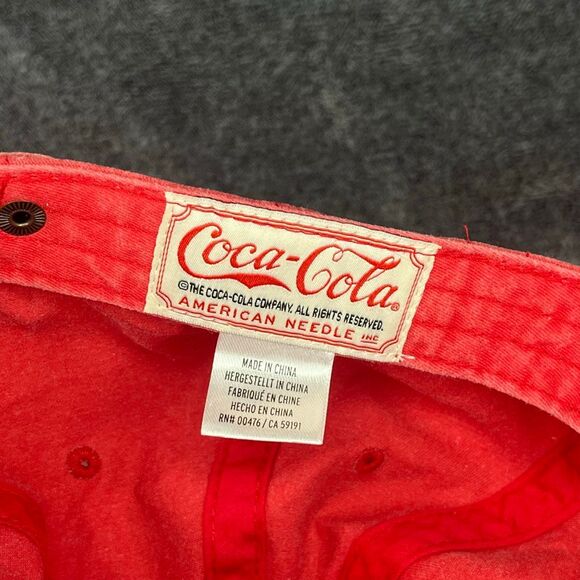 Coca-Cola®
©THE COCA-COLA COMPANY. ALL RIGHTS RESERVED.
AMERICAN NEEDLE INC
MADE IN CHINA
HERGESTELLT IN CHINA
FABRIQUÉ EN CHINE
HECHO EN CHINA
RN# 00476 / CA 59191